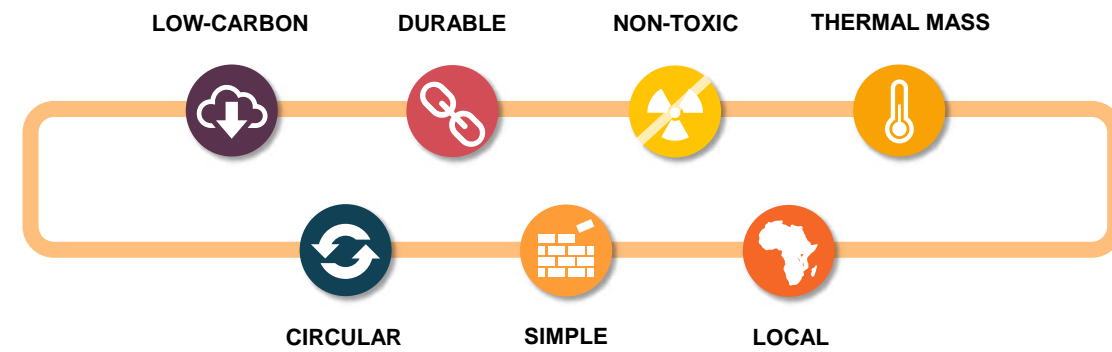 LOW-CARBON DURABLE NON-TOXIC THERMAL MASS
CIRCULAR SIMPLE LOCAL